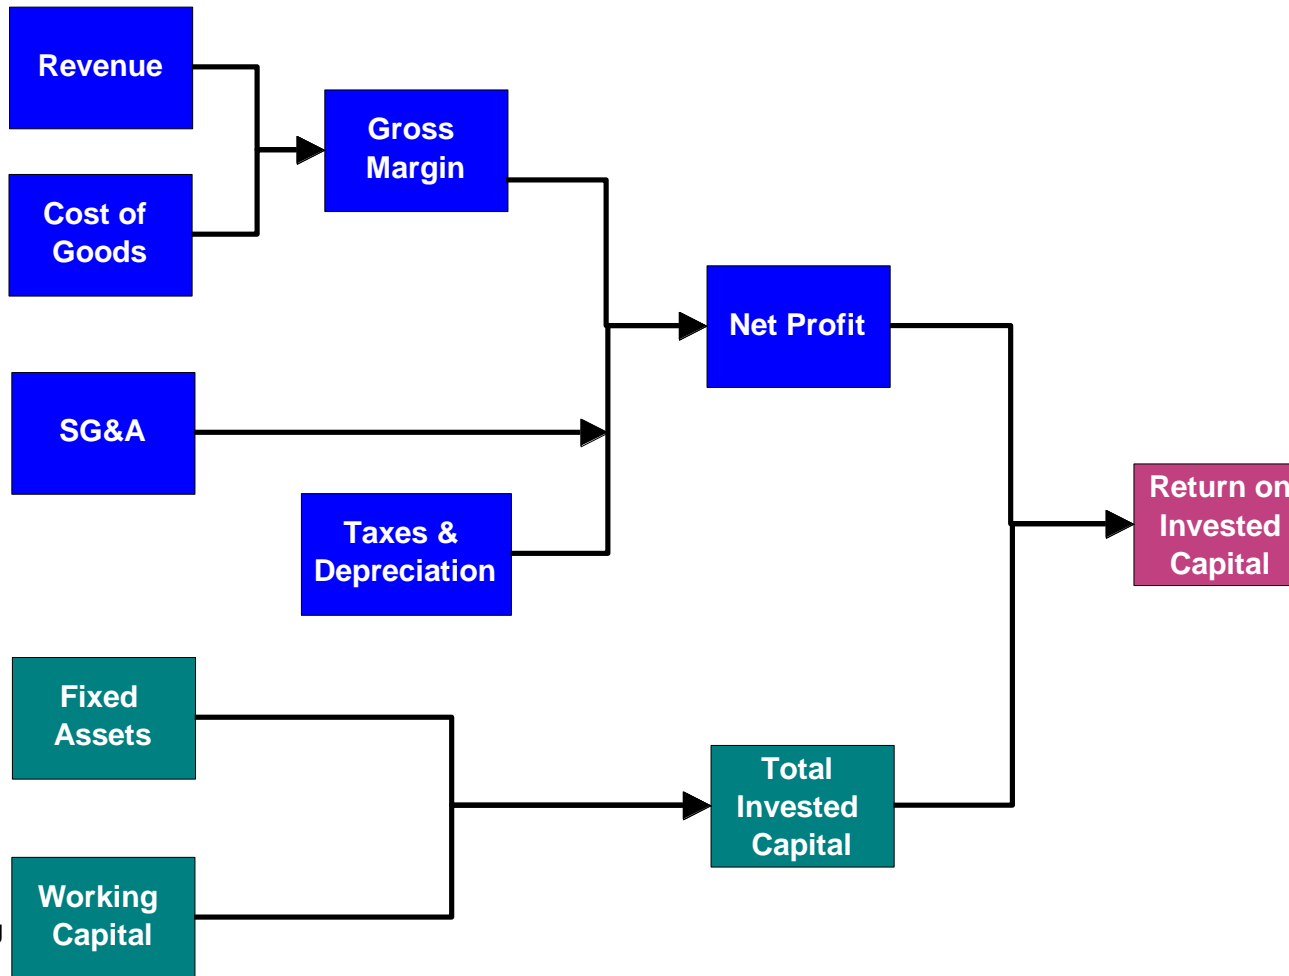 Revenue
Cost of
Goods
Gross
Margin
SG&A
Taxes &
Depreciation
Net Profit
Fixed
Assets
Working
Capital
Total
Invested
Capital
Return on
Invested
Capital